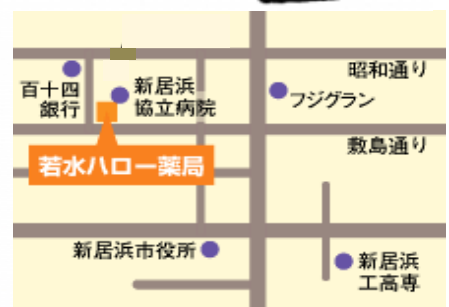 昭和通り
百十四
銀行
新居浜
協立病院
フジグラン
敷島通り
若水ハロー薬局
新居浜市役所
新居浜
工高専